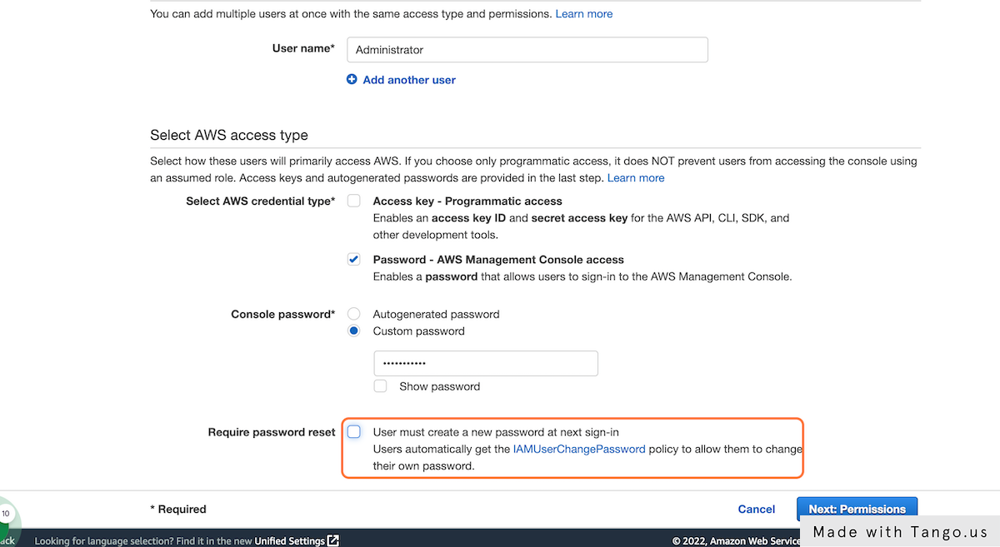 You can add multiple users at once with the same access type and permissions. Learn more
User name* Administrator
Add another user
Select AWS access type
Select how these users will primarily access AWS. If you choose only programmatic access, it does NOT prevent users from accessing the console using
an assumed role. Access keys and autogenerated passwords are provided in the last step. Learn more
Select AWS credential type* Access key - Programmatic access
Enables an access key ID and secret access key for the AWS API, CLI, SDK, and
other development tools.
Password - AWS Management Console access
Enables a password that allows users to sign-in to the AWS Management Console.
Console password* Autogenerated password
Custom password
•••••••••••
Show password
Require password reset User must create a new password at next sign-in
Users automatically get the IAMUserChangePassword policy to allow them to change
their own password.
* Required Cancel Next: Permissions
10
ack Looking for language selection? Find it in the new Unified Settings © 2022, Amazon Web Service
Made with Tango.us